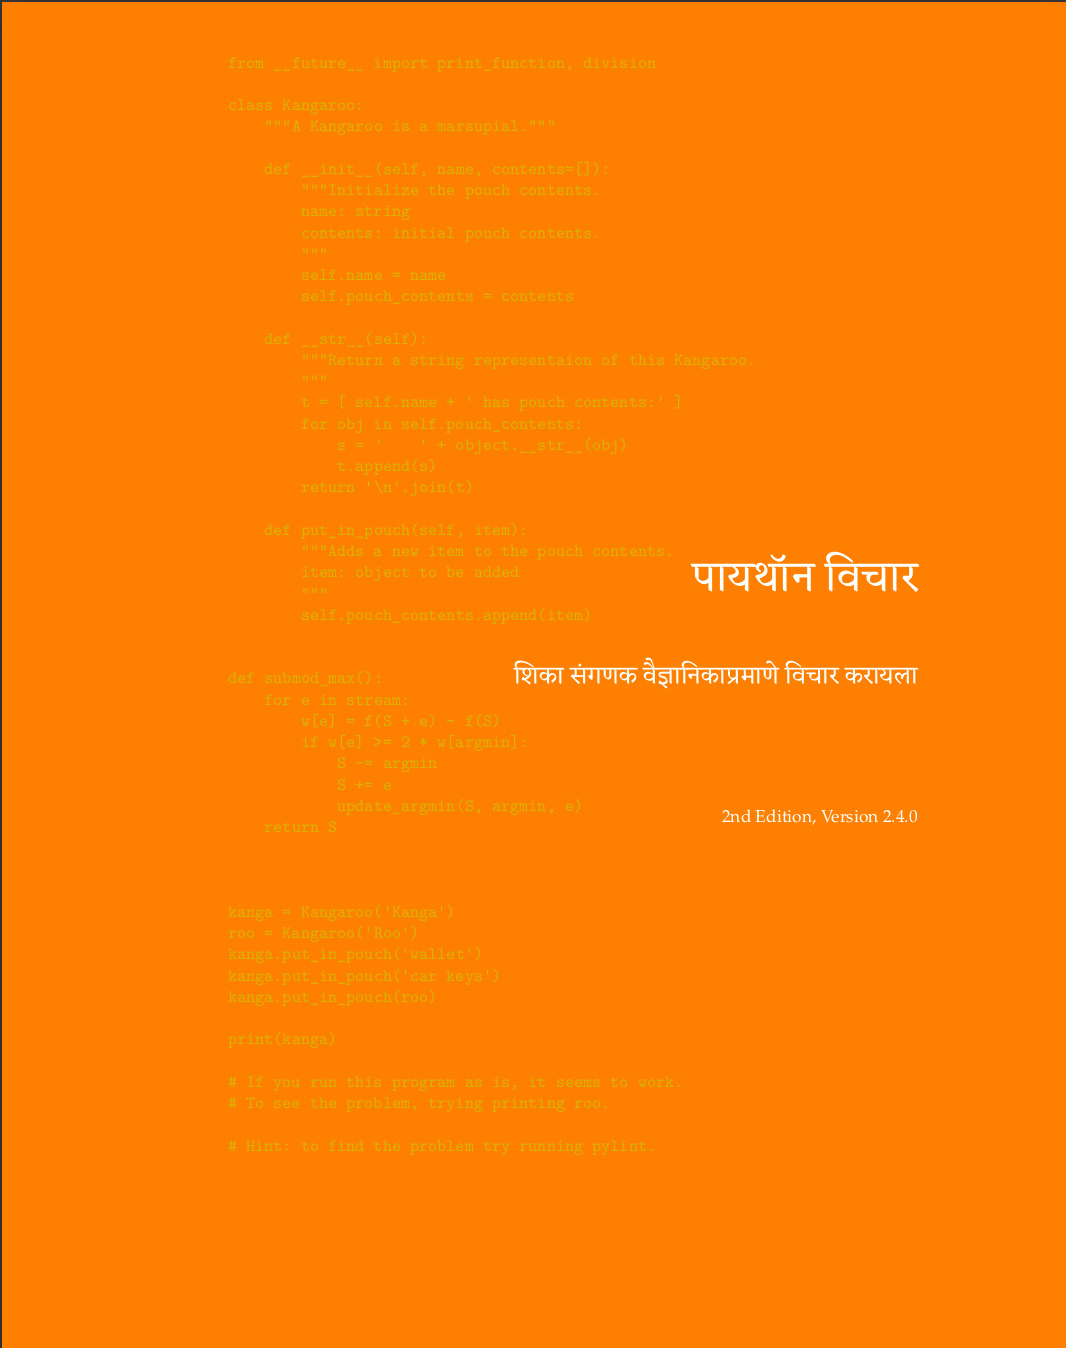 from __future__ import print_function, division
class Kangaroo:
    """A Kangaroo is a marsupial."""
    def __init__(self, name, contents=[]):
        """Initialize the pouch contents.
        name: string
        contents: initial pouch contents.
        """
        self.name = name
        self.pouch_contents = contents
    def __str__(self):
        """Return a string representaion of this Kangaroo.
        """
        t = [ self.name + ' has pouch contents:' ]
        for obj in self.pouch_contents:
            s = '    ' + object.__str__(obj)
            t.append(s)
        return '\n'.join(t)
    def put_in_pouch(self, item):
        """Adds a new item to the pouch contents.
        item: object to be added
        """
        self.pouch_contents.append(item)
def submod_max():
    for e in stream:
        w[e] = f(S + e) - f(S)
        if w[e] >= 2 * w[argmin]:
            S -= argmin
            S += e
            update_argmin(S, argmin, e)
    return S
kanga = Kangaroo('Kanga')
roo = Kangaroo('Roo')
kanga.put_in_pouch('wallet')
kanga.put_in_pouch('car keys')
kanga.put_in_pouch(roo)
print(kanga)
# If you run this program as is, it seems to work.
# To see the problem, trying printing roo.
# Hint: to find the problem try running pylint.
पायथॉन विचार
शिका संगणक वैज्ञानिकाप्रमाणे विचार करायला
2nd Edition, Version 2.4.0